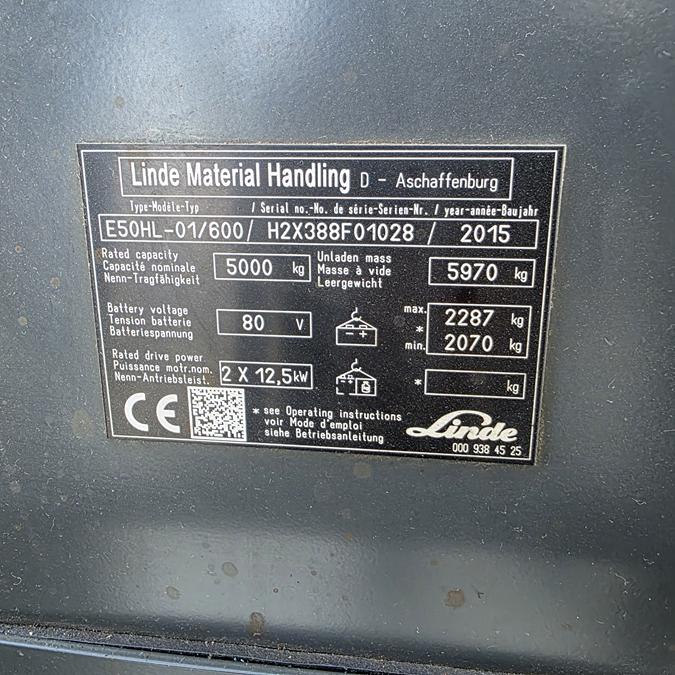 Linde Material Handling D - Aschaffenburg
Type-Modèle-Typ / Serial no.-No. de série-Serien-Nr. / year-année-Baujahr
E50HL-01/600 / H2X388F01028 / 2015
Rated capacity
Capacité nominale
Nenn-Tragfähigkeit
5000 kg
Unladen mass
Masse à vide
Leergewicht
5970 kg
Battery voltage
Tension batterie
Batteriespannung
80 V
max. 2287 kg
*
min. 2070 kg
Rated drive power
Puissance motr.nom.
Nenn-Antriebsleist.
2 X 12,5kW
* kg
CE
* see Operating instructions
voir Mode d'emploi
siehe Betriebsanleitung
Linde
000 938 45 25